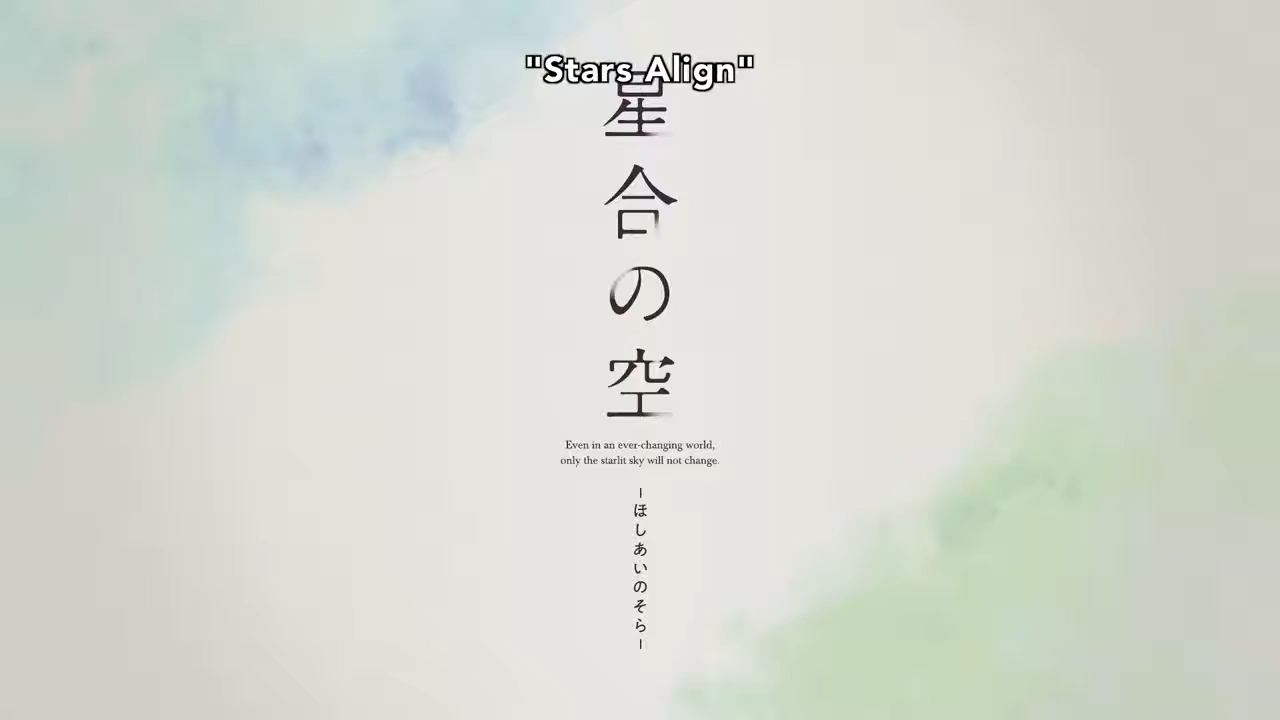 "Stars Align"
星合の空
Even in an ever-changing world,
only the starlit sky will not change.
ーほしあいのそらー